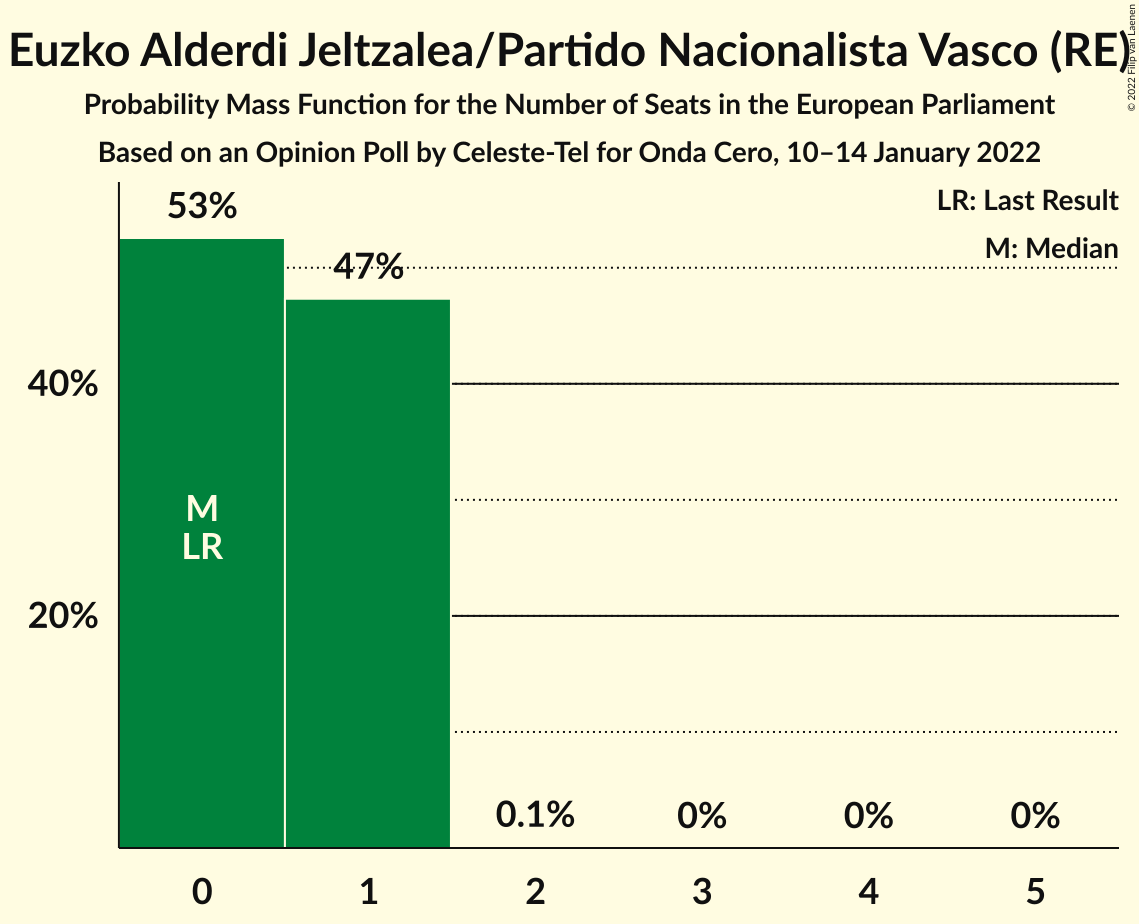 Euzko Alderdi Jeltzalea/Partido Nacionalista Vasco (RE)
© 2022 Filip van Laenen
Probability Mass Function for the Number of Seats in the European Parliament
Based on an Opinion Poll by Celeste-Tel for Onda Cero, 10–14 January 2022
LR: Last Result
M: Median
53%
47%
40%
M
LR
20%
0.1%
0%
0%
0%
0
1
2
3
4
5